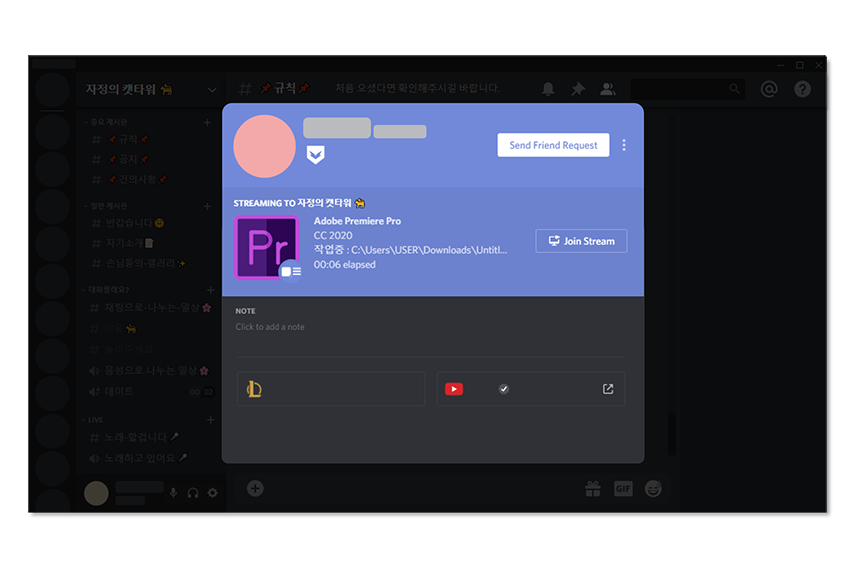 자정의 캣타워 🐈
📌규칙📌
처음 오셨다면 확인해주시길 바랍니다.
중요 게시판
📌규칙📌
📌공지📌
📌건의사항📌
일반 게시판
반갑습니다
자기소개
손님들의-갤러리✨
대화할래요?
채팅으로-나누는-일상🌸
음성으로 나누는 일상🌸
데이트
00 02
LIVE
노래-할겁니다🎤
노래하고 있어요🎤
Send Friend Request
STREAMING TO 자정의 캣타워 🐈
Pr
Adobe Premiere Pro
CC 2020
작업중 : C:\Users\USER\Downloads\Untitl...
00:06 elapsed
Join Stream
NOTE
Click to add a note
GIF